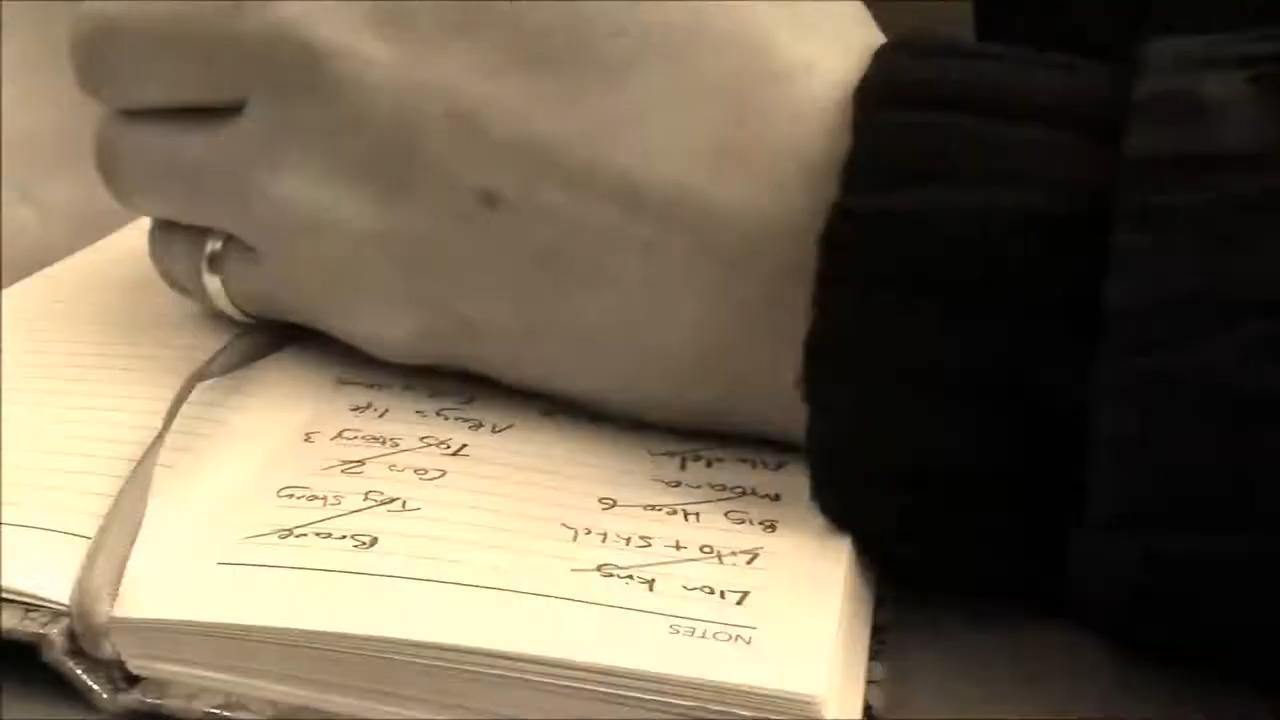 NOTES
Lion King
Lilo + Stitch
Big Hero 6
Moana
Aladdin
Brave
Toy Story
Cars 2
Toy Story 3
A Bug's life